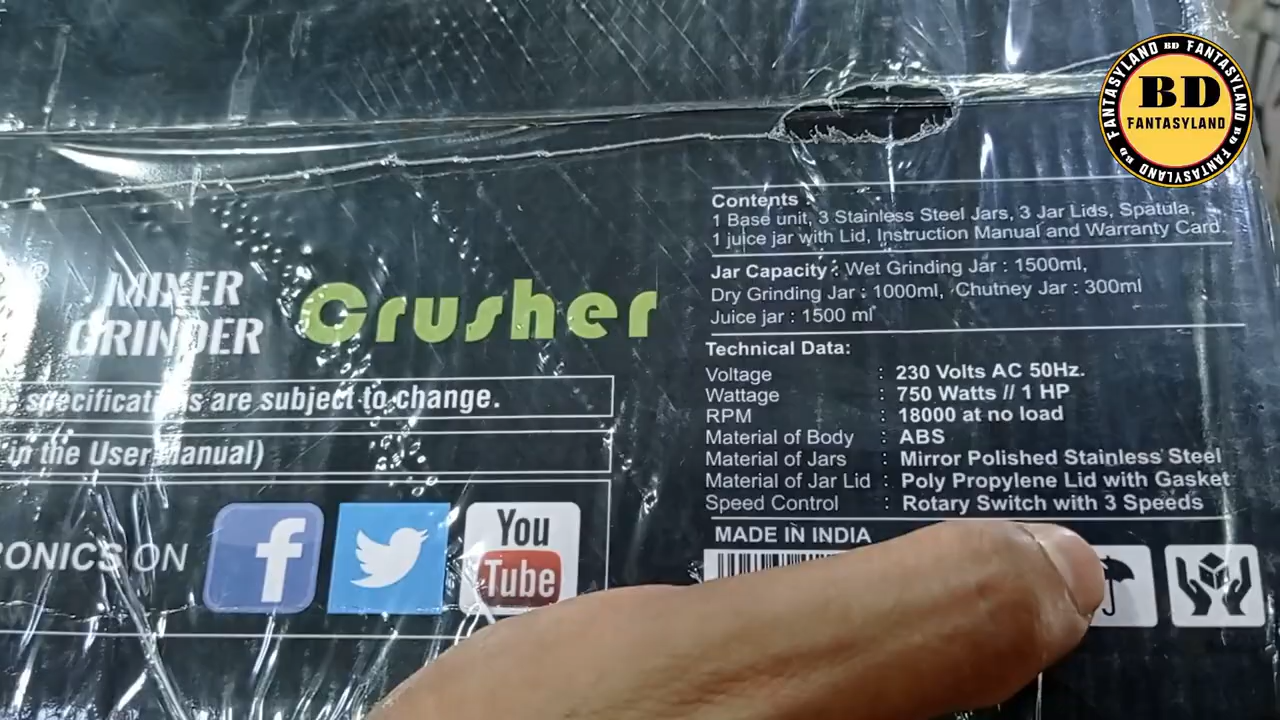 BD
FANTASYLAND
FANTASYLAND BD FANTASYLAND BD FANTASYLAND BD
Contents :
1 Base unit, 3 Stainless Steel Jars, 3 Jar Lids, Spatula,
1 juice jar with Lid, Instruction Manual and Warranty Card.
Jar Capacity : Wet Grinding Jar : 1500ml,
Dry Grinding Jar : 1000ml, Chutney Jar : 300ml
Juice jar : 1500 ml
MIXER
GRINDER
Crusher
Technical Data:
Voltage : 230 Volts AC 50Hz.
Wattage : 750 Watts // 1 HP
RPM : 18000 at no load
Material of Body : ABS
Material of Jars : Mirror Polished Stainless Steel
Material of Jar Lid : Poly Propylene Lid with Gasket
Speed Control : Rotary Switch with 3 Speeds
MADE IN INDIA
specifications are subject to change.
in the User Manual)
RONICS ON
f
You
Tube